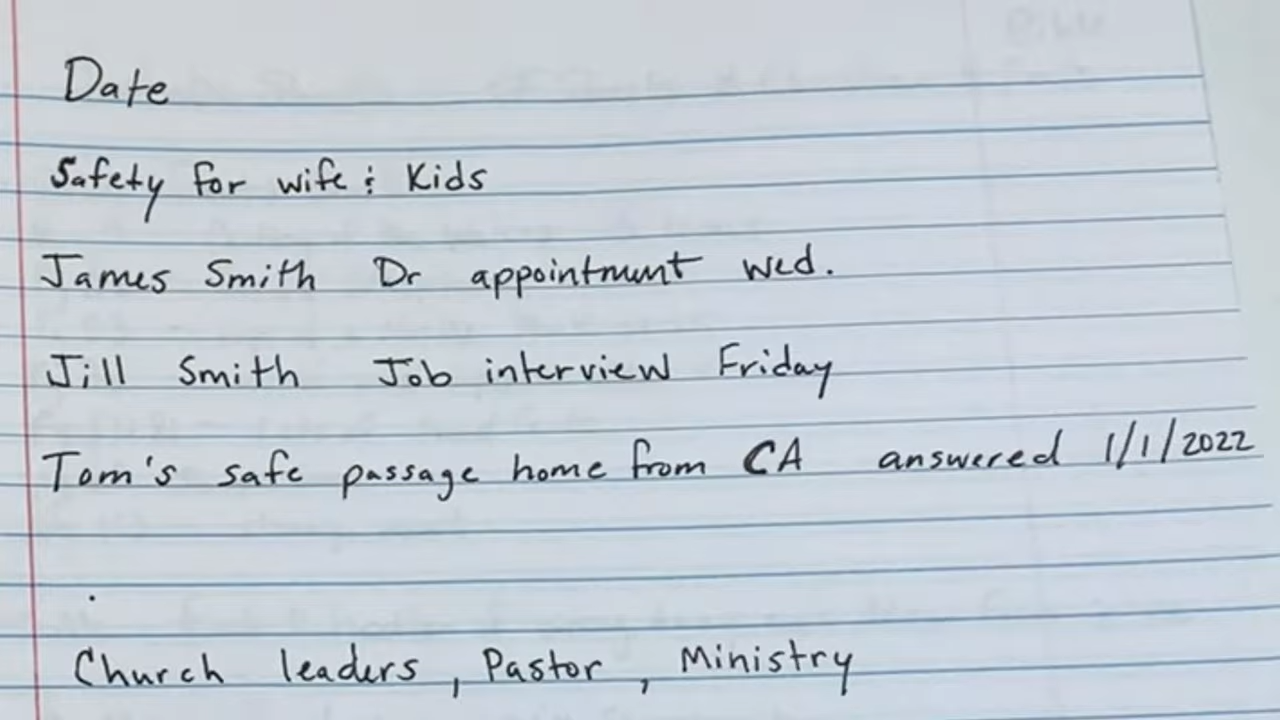 Date
Safety for wife & Kids
James Smith Dr appointment wed.
Jill Smith Job interview Friday
Tom's safe passage home from CA answered 1/1/2022
Church leaders, Pastor, Ministry